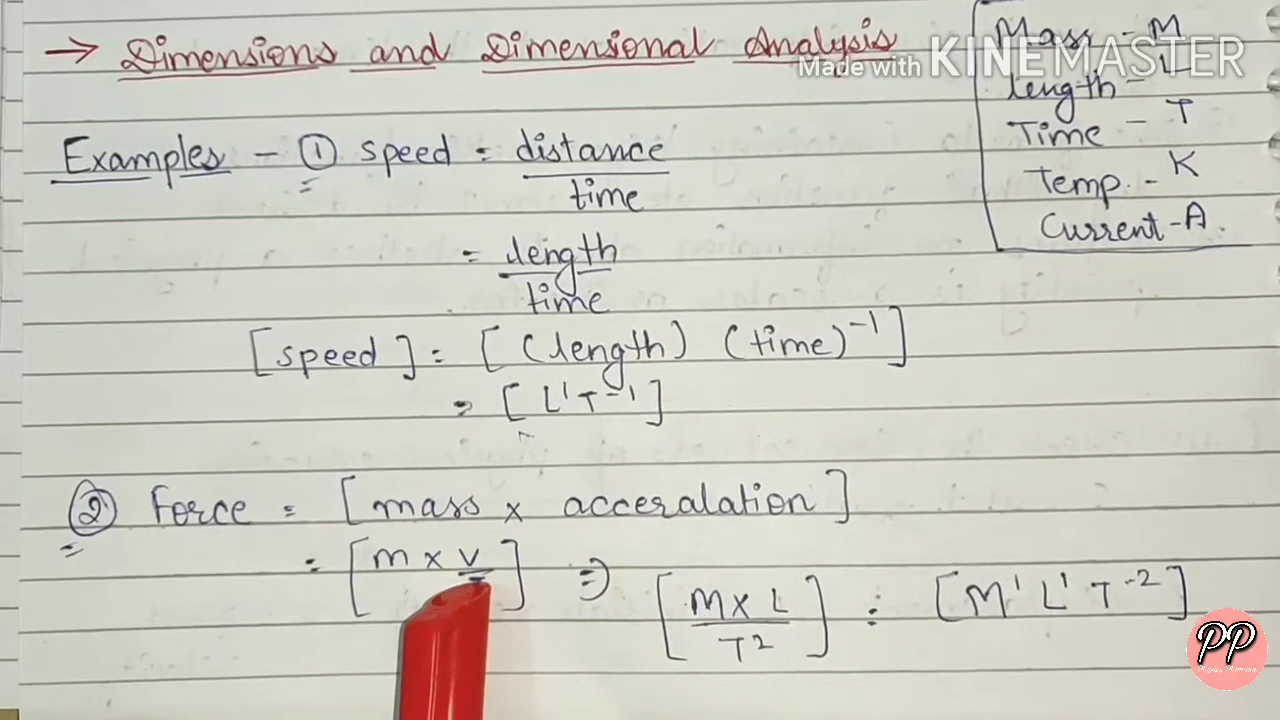 → Dimensions and Dimensional Analysis
Made with KINEMASTER
Mass - M
length - L
Time - T
Temp. - K
Current - A.
Examples - ① speed = distance
time
= length
time
[speed] = [(length) (time)⁻¹]
= [L¹T⁻¹]
② Force = [mass x acceralation]
= [m x v] ⇒ [M x L / T²] = [M¹ L¹ T⁻²]
PP